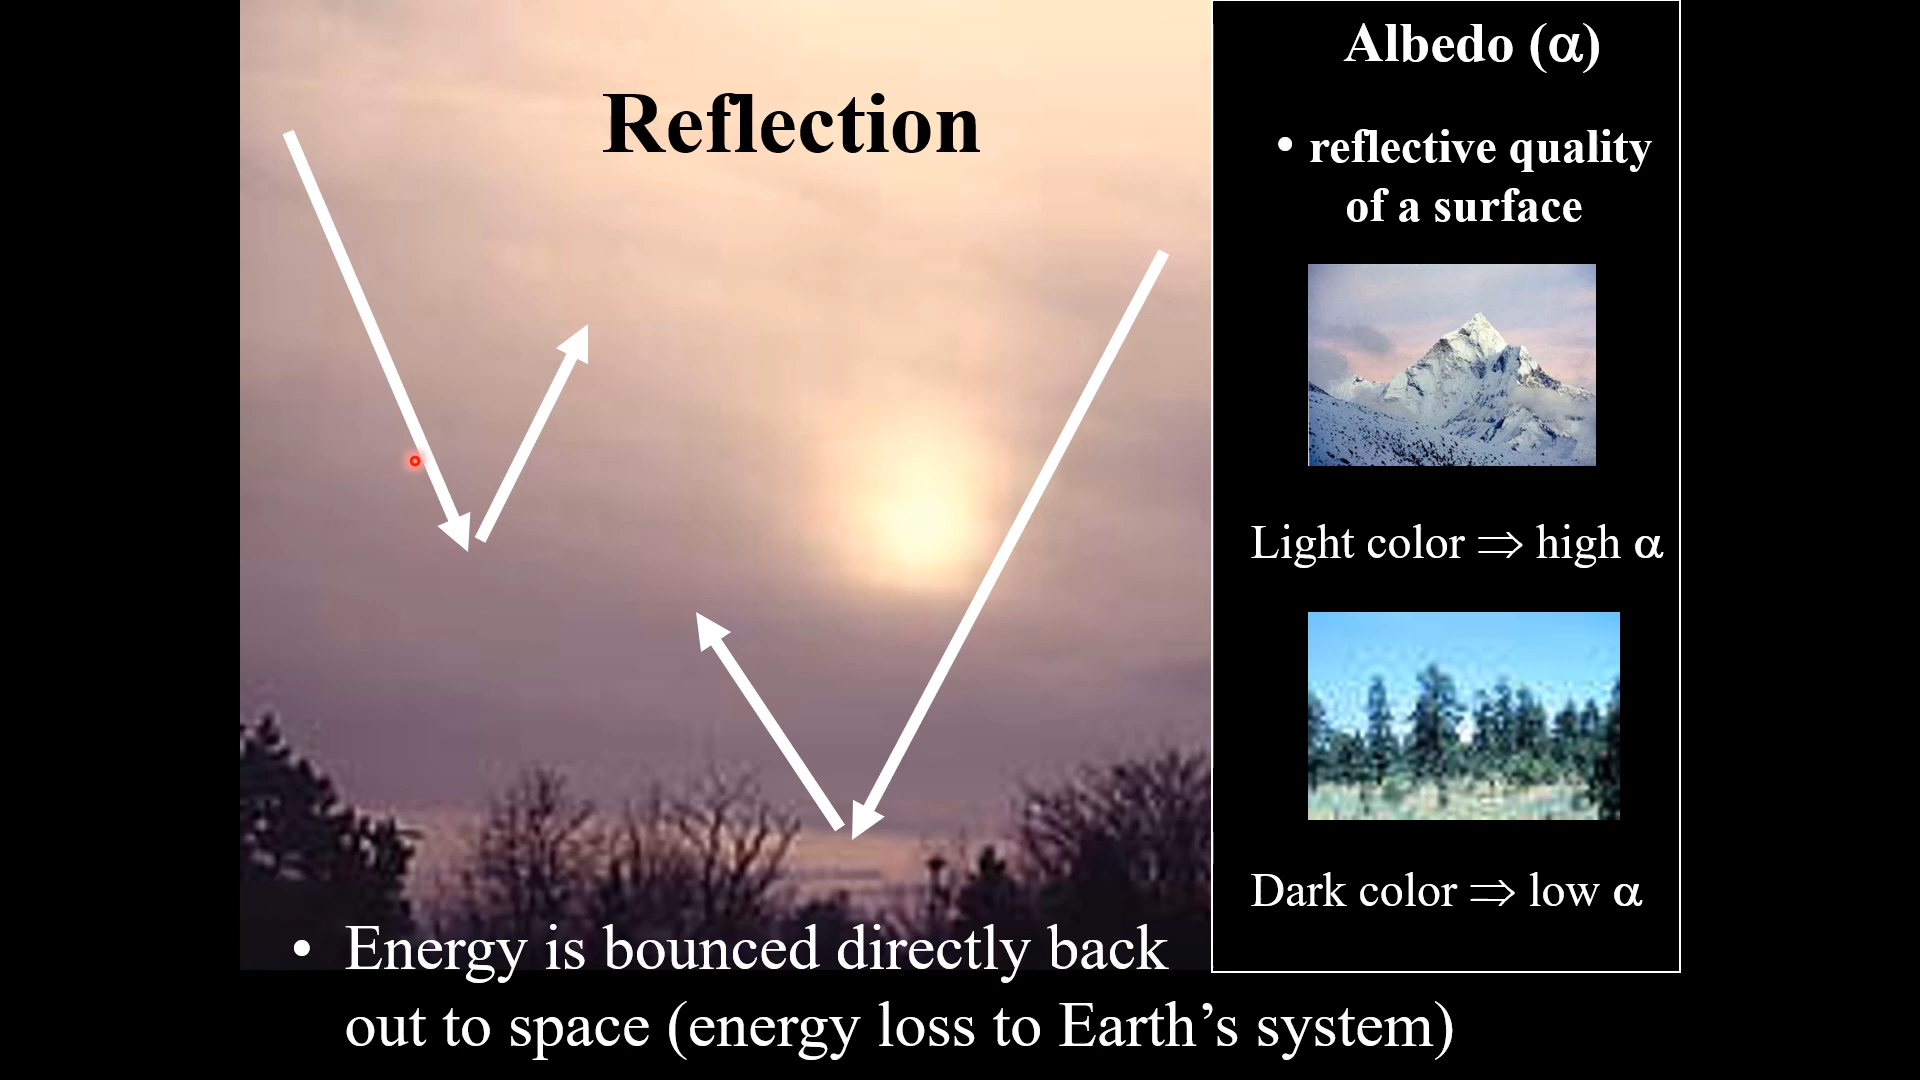 Reflection
• Energy is bounced directly back
out to space (energy loss to Earth’s system)
Albedo (α)
• reflective quality
of a surface
Light color ⇒ high α
Dark color ⇒ low α